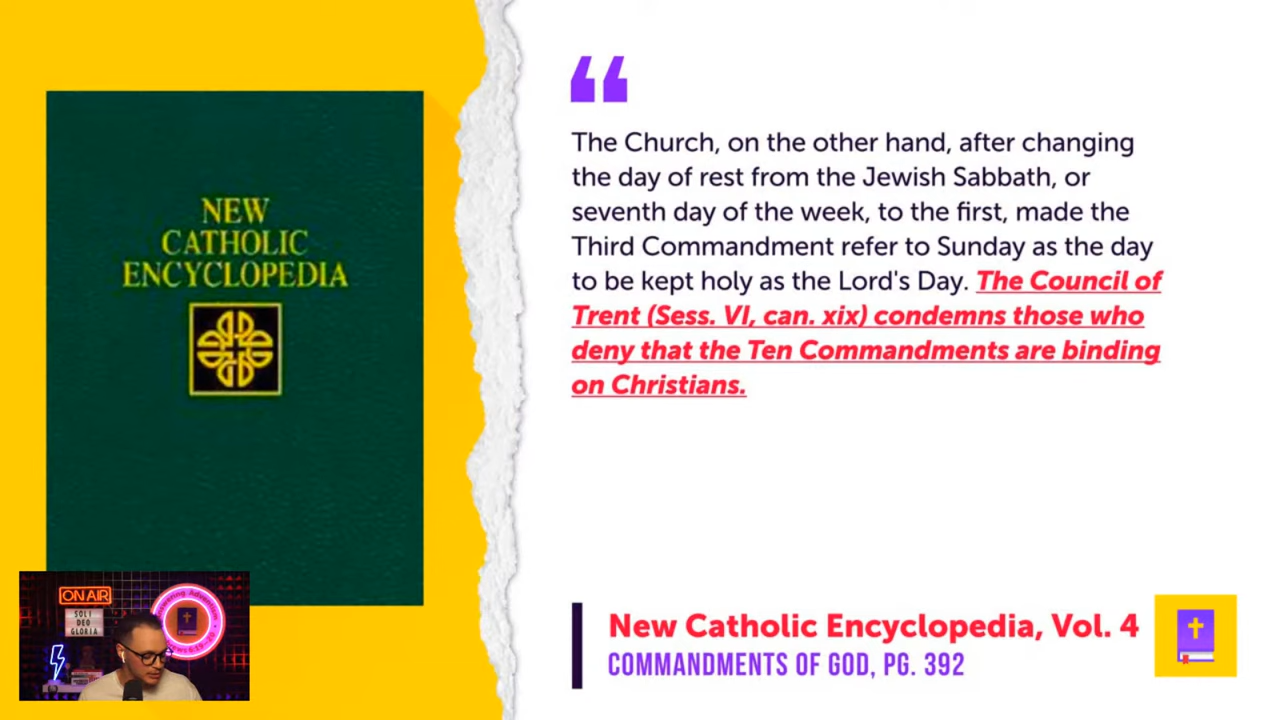 NEW
CATHOLIC
ENCYCLOPEDIA
“
The Church, on the other hand, after changing
the day of rest from the Jewish Sabbath, or
seventh day of the week, to the first, made the
Third Commandment refer to Sunday as the day
to be kept holy as the Lord's Day. The Council of
Trent (Sess. VI, can. xix) condemns those who
deny that the Ten Commandments are binding
on Christians.
New Catholic Encyclopedia, Vol. 4
COMMANDMENTS OF GOD, PG. 392
ON AIR
SOLI
DEO
GLORIA